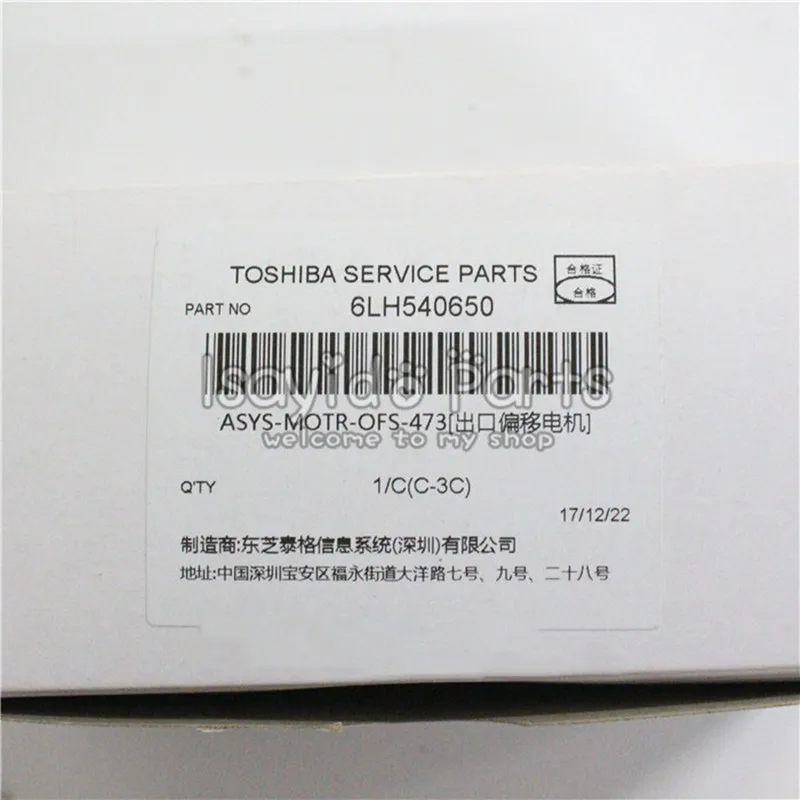 TOSHIBA SERVICE PARTS
合格证
合格
PART NO 6LH540650
Isayido Parts
ASYS-MOTR-OFS-473[出口偏移电机]
welcome to my shop
Q'TY 1/C(C-3C)
17/12/22
制造商:东芝泰格信息系统(深圳)有限公司
地址:中国深圳宝安区福永街道大洋路七号、九号、二十八号